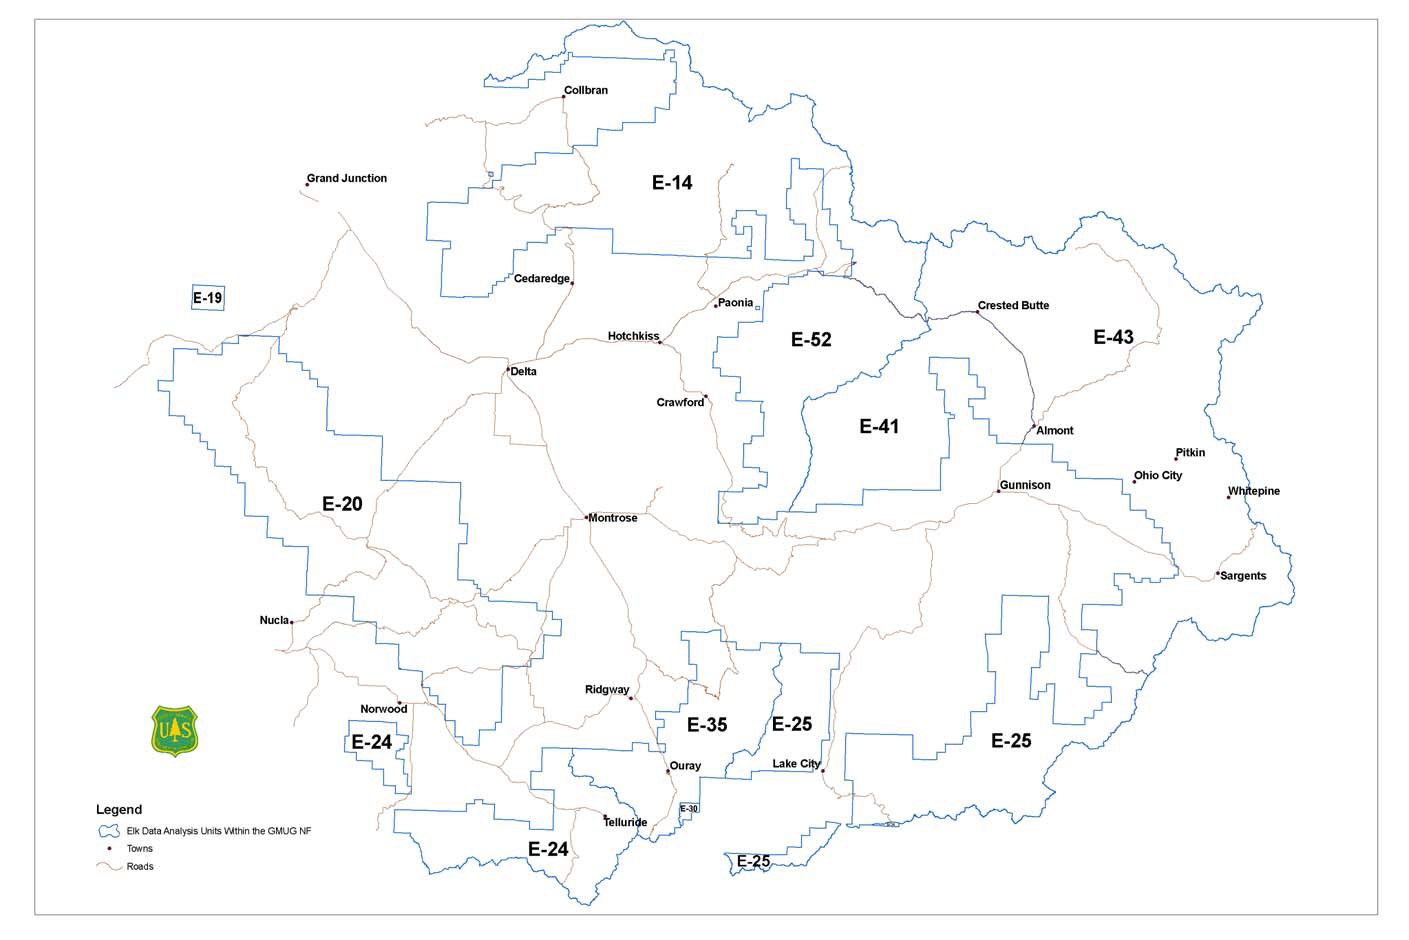 Collbran
Grand Junction
E-14
Cedaredge
E-19
Paonia
Crested Butte
Hotchkiss
E-52
E-43
Delta
Crawford
E-41
Almont
Pitkin
Ohio City
Gunnison
Whitepine
E-20
Montrose
Sargents
Nucla
Ridgway
Norwood
E-35
E-25
E-24
E-25
US
Lake City
Ouray
E-30
Telluride
E-24
E-25
Legend
Elk Data Analysis Units Within the GMUG NF
Towns
Roads